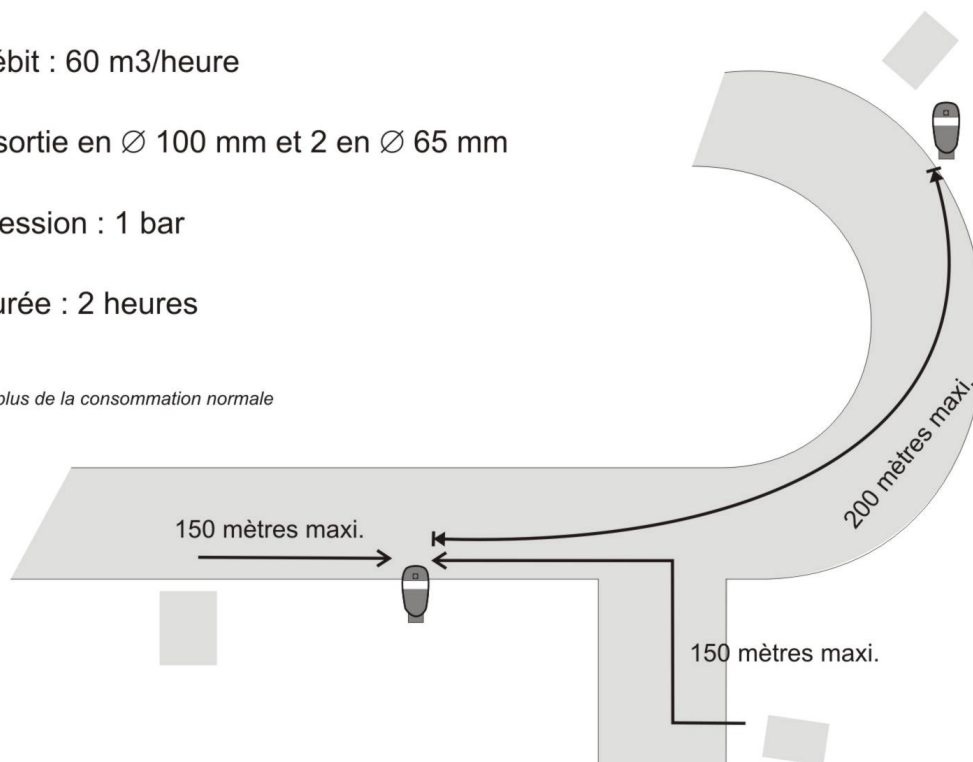 ébit : 60 m3/heure
sortie en ∅ 100 mm et 2 en ∅ 65 mm
ession : 1 bar
urée : 2 heures
plus de la consommation normale
150 mètres maxi.
200 mètres maxi.
150 mètres maxi.